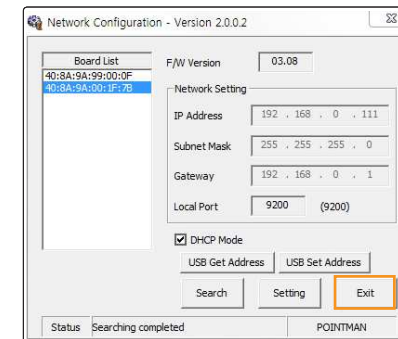 Network Configuration - Version 2.0.0.2
Board List
40:8A:9A:99:00:0F
40:8A:9A:00:1F:7B
F/W Version 03.08
Network Setting
IP Address 192 . 168 . 0 . 111
Subnet Mask 255 . 255 . 255 . 0
Gateway 192 . 168 . 0 . 1
Local Port 9200 (9200)
DHCP Mode
USB Get Address USB Set Address
Search Setting Exit
Status Searching completed POINTMAN